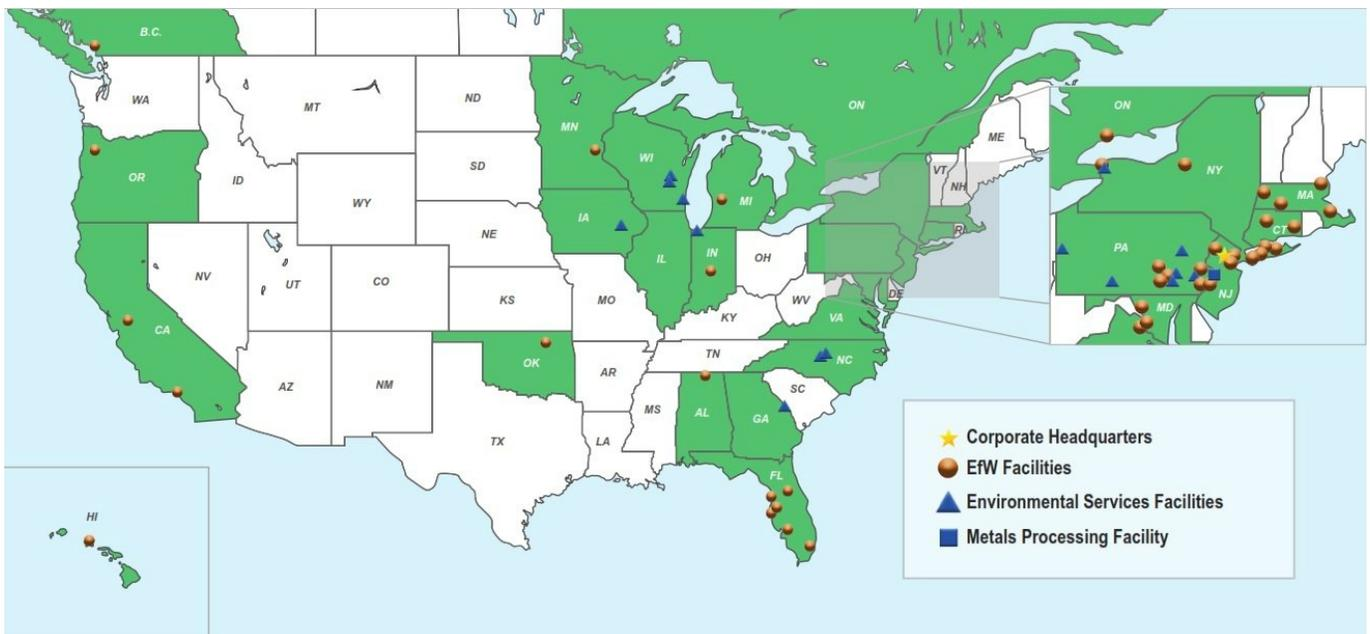 B.C.
WA
MT
ND
MN
ON
OR
ID
SD
WI
MI
VT
NH
ME
WY
IA
NE
NV
UT
CO
IL
IN
OH
RI
CA
KS
MO
WV
DE
KY
VA
AZ
NM
OK
AR
TN
NC
SC
MS
AL
GA
TX
LA
FL
HI
ON
NY
MA
CT
PA
NJ
MD
Corporate Headquarters
EfW Facilities
Environmental Services Facilities
Metals Processing Facility